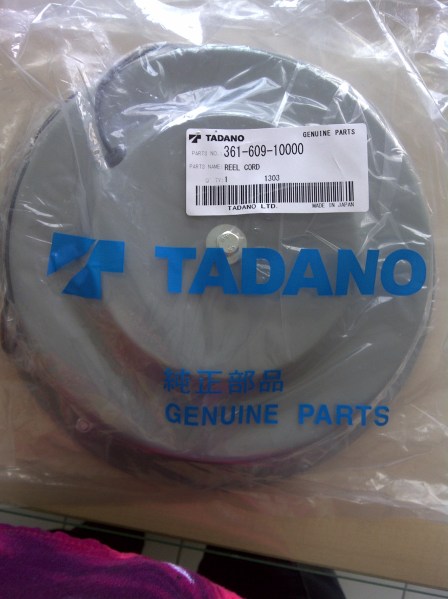 TADANO GENUINE PARTS
PARTS NO. 361-609-10000
PARTS NAME: REEL CORD
Q'TY: 1 1303
TADANO LTD. MADE IN JAPAN
TADANO
純正部品
GENUINE PARTS